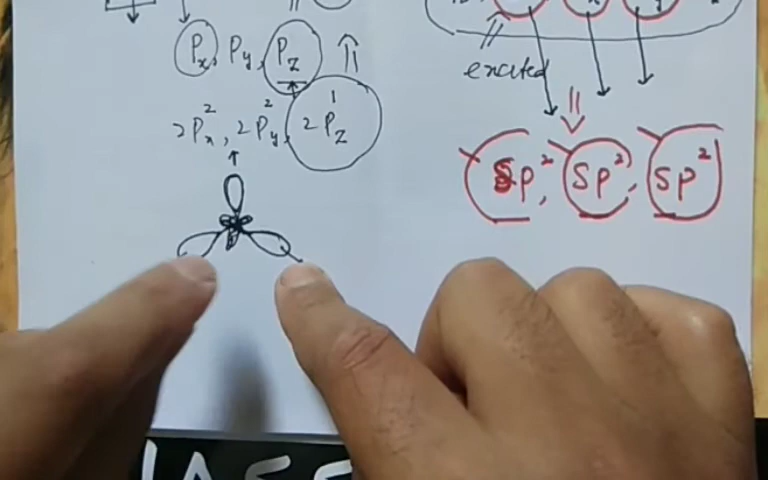 Px, Py, Pz
2Px², 2Py², 2Pz¹
excited
Sp², Sp², Sp²